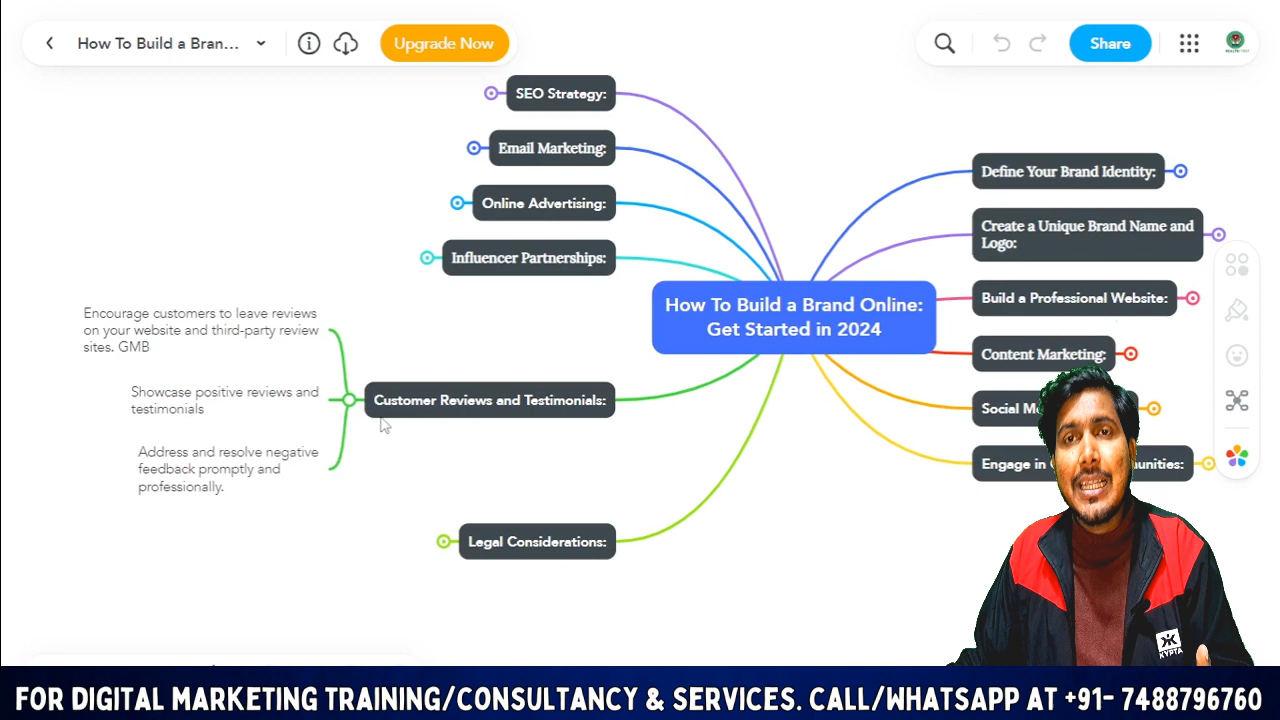 How To Build a Bran...
Upgrade Now
Share
SEO Strategy:
Email Marketing:
Online Advertising:
Influencer Partnerships:
Encourage customers to leave reviews
on your website and third-party review
sites. GMB
Showcase positive reviews and
testimonials
Address and resolve negative
feedback promptly and
professionally.
Customer Reviews and Testimonials:
Legal Considerations:
How To Build a Brand Online:
Get Started in 2024
Define Your Brand Identity:
Create a Unique Brand Name and
Logo:
Build a Professional Website:
Content Marketing:
Social
Engage in
KYPTA
FOR DIGITAL MARKETING TRAINING/CONSULTANCY & SERVICES. CALL/WHATSAPP AT +91- 7488796760